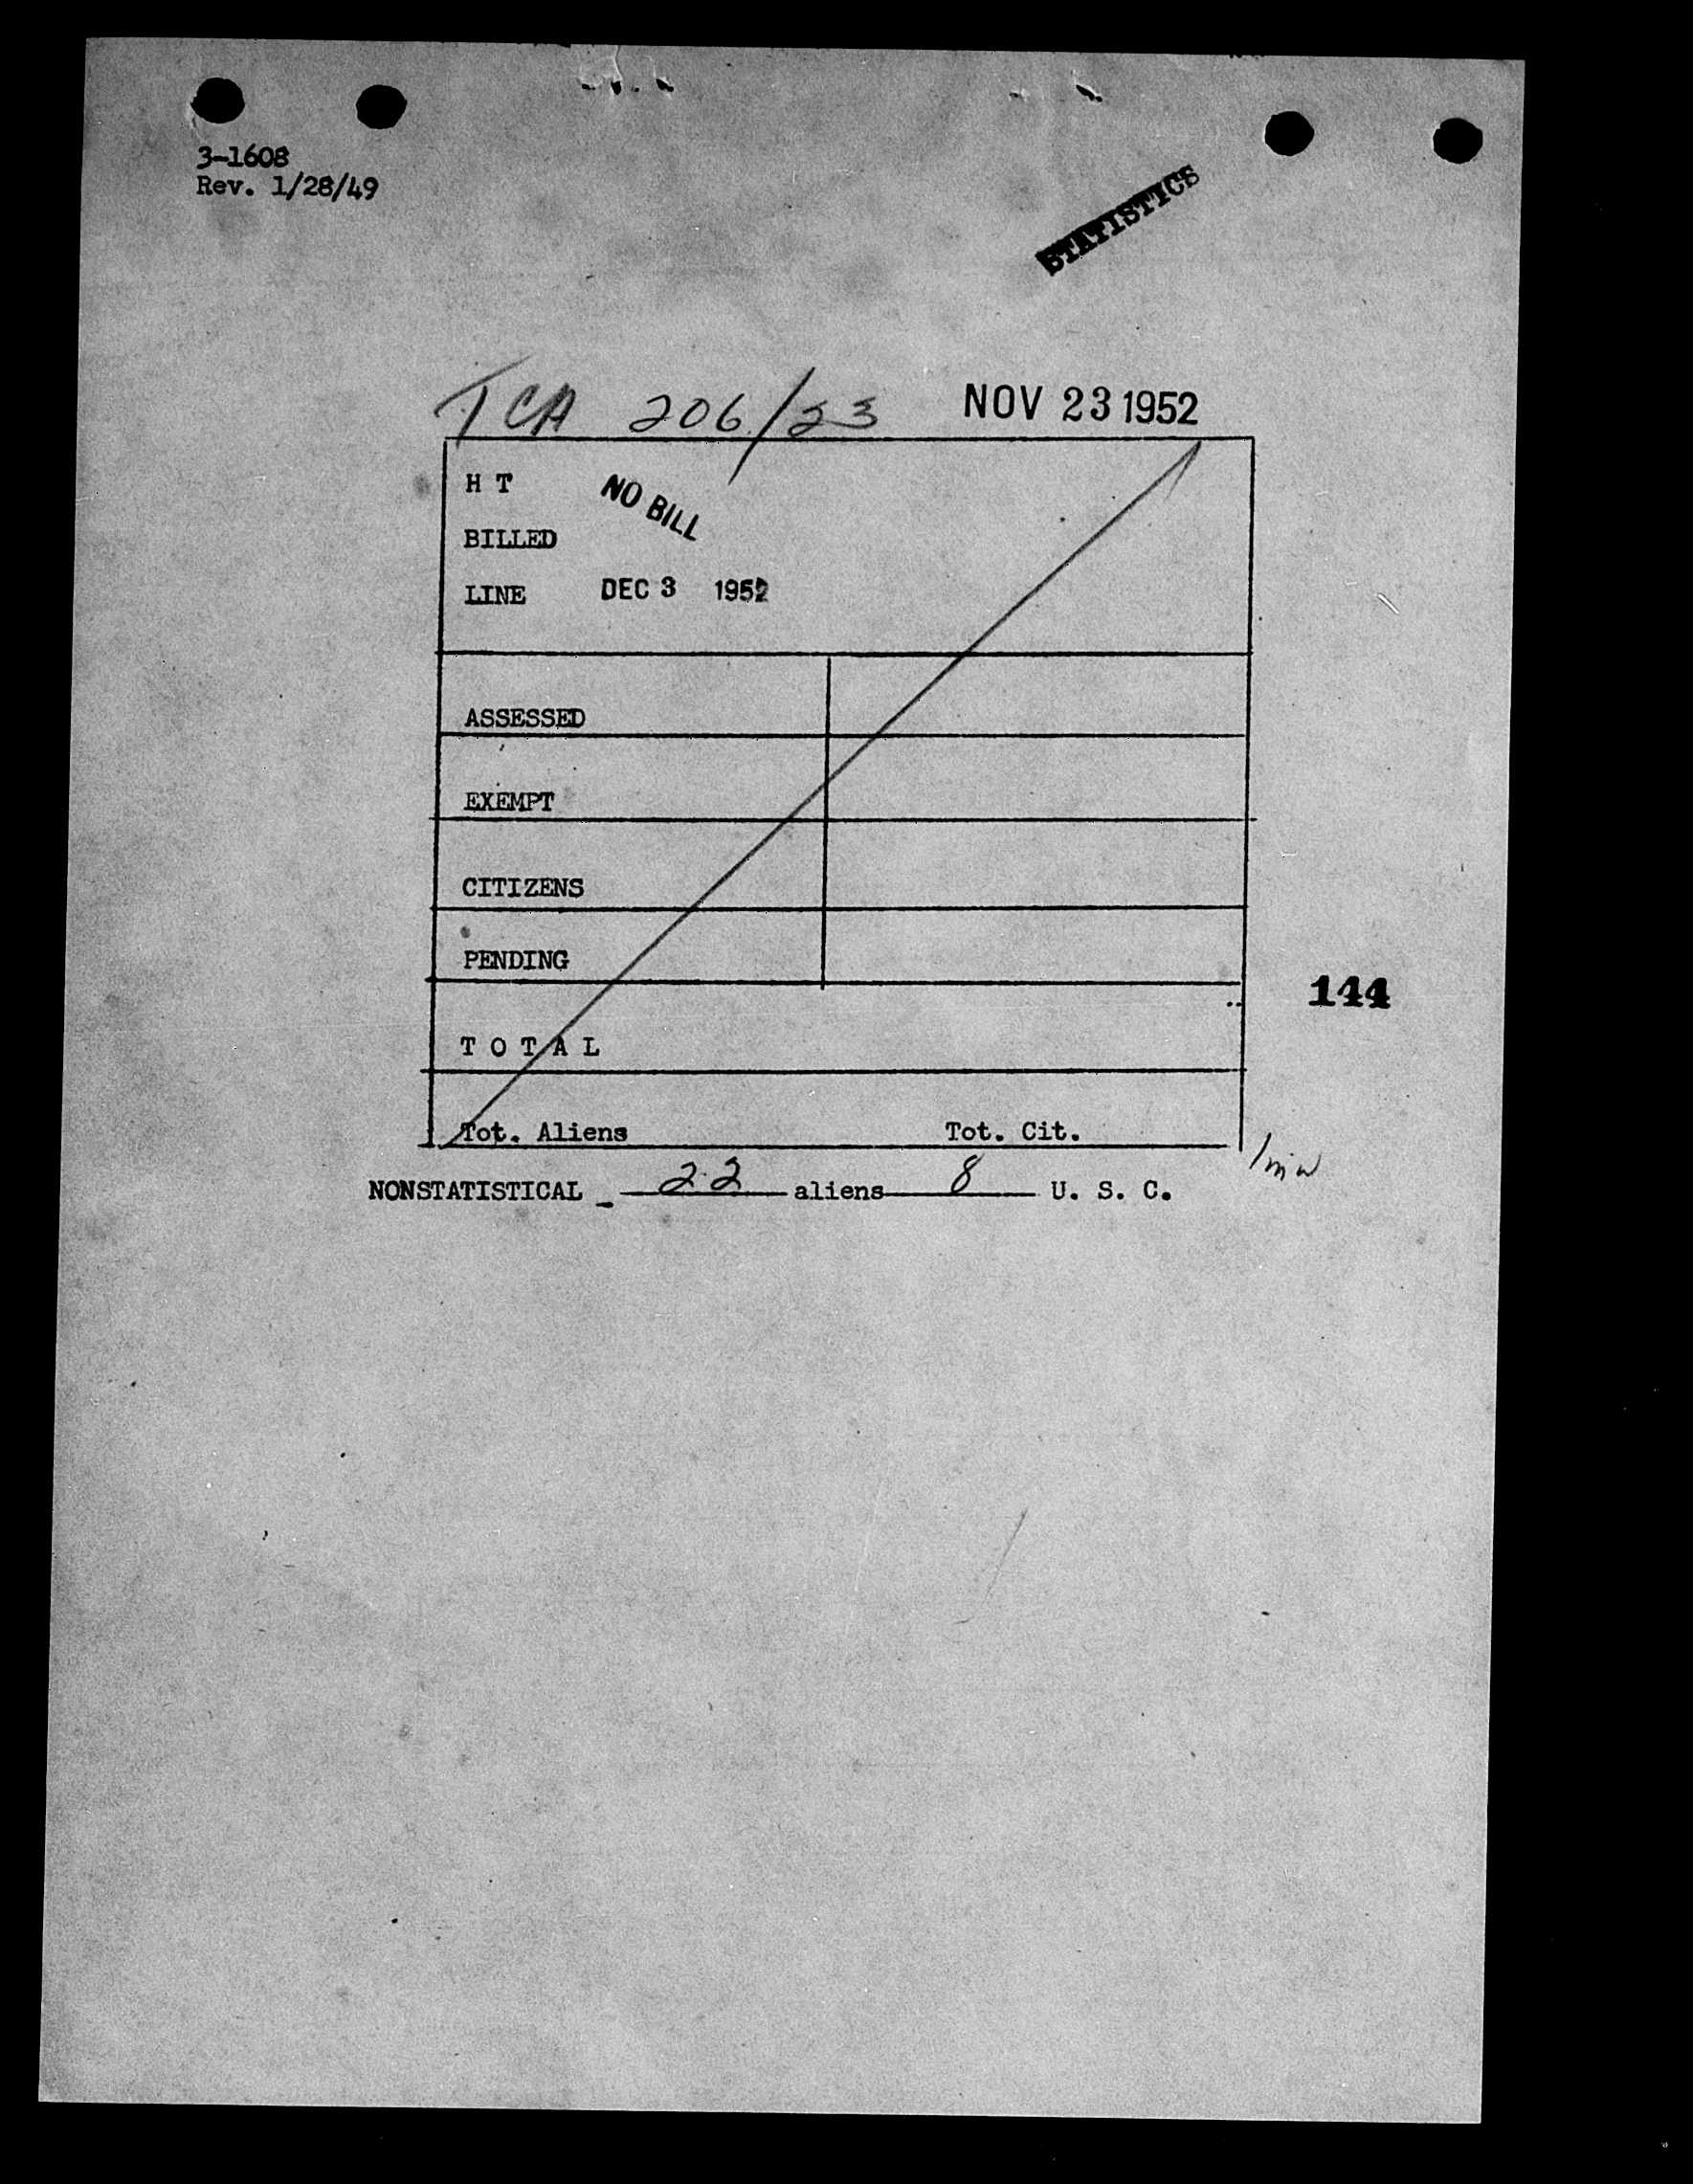 3-1608
Rev. 1/28/49
STATISTICS
TCA 206/23 NOV 23 1952
H T NO BILL
BILLED
LINE DEC 3 1952
ASSESSED
EXEMPT
CITIZENS
PENDING
144
T O T A L
Tot. Aliens Tot. Cit.
NONSTATISTICAL - 22 aliens 8 U. S. C.